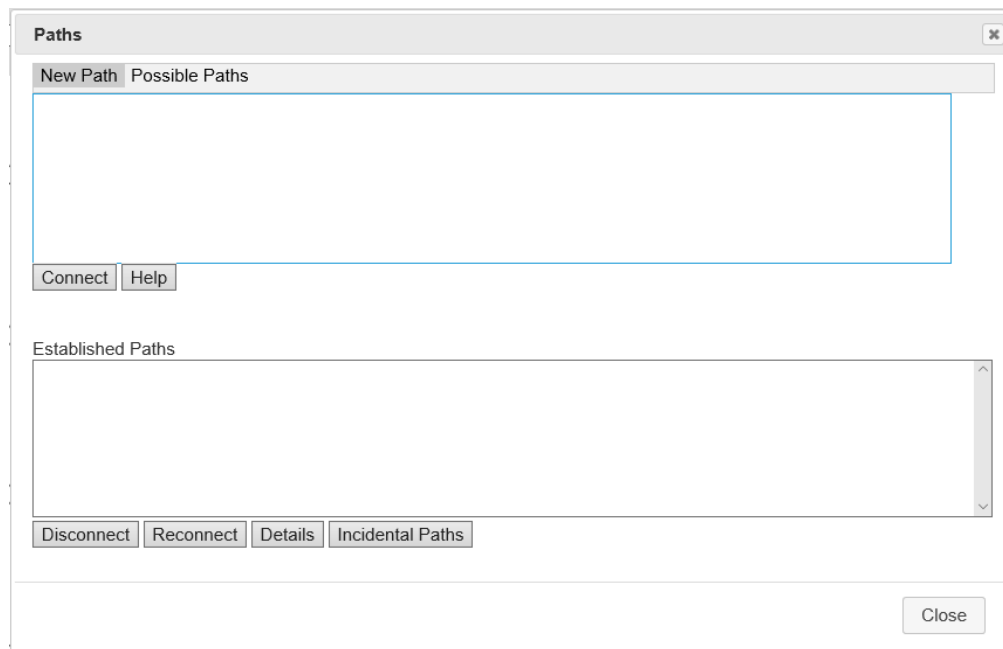 Paths
New Path Possible Paths
Connect Help
Established Paths
Disconnect Reconnect Details Incidental Paths
Close